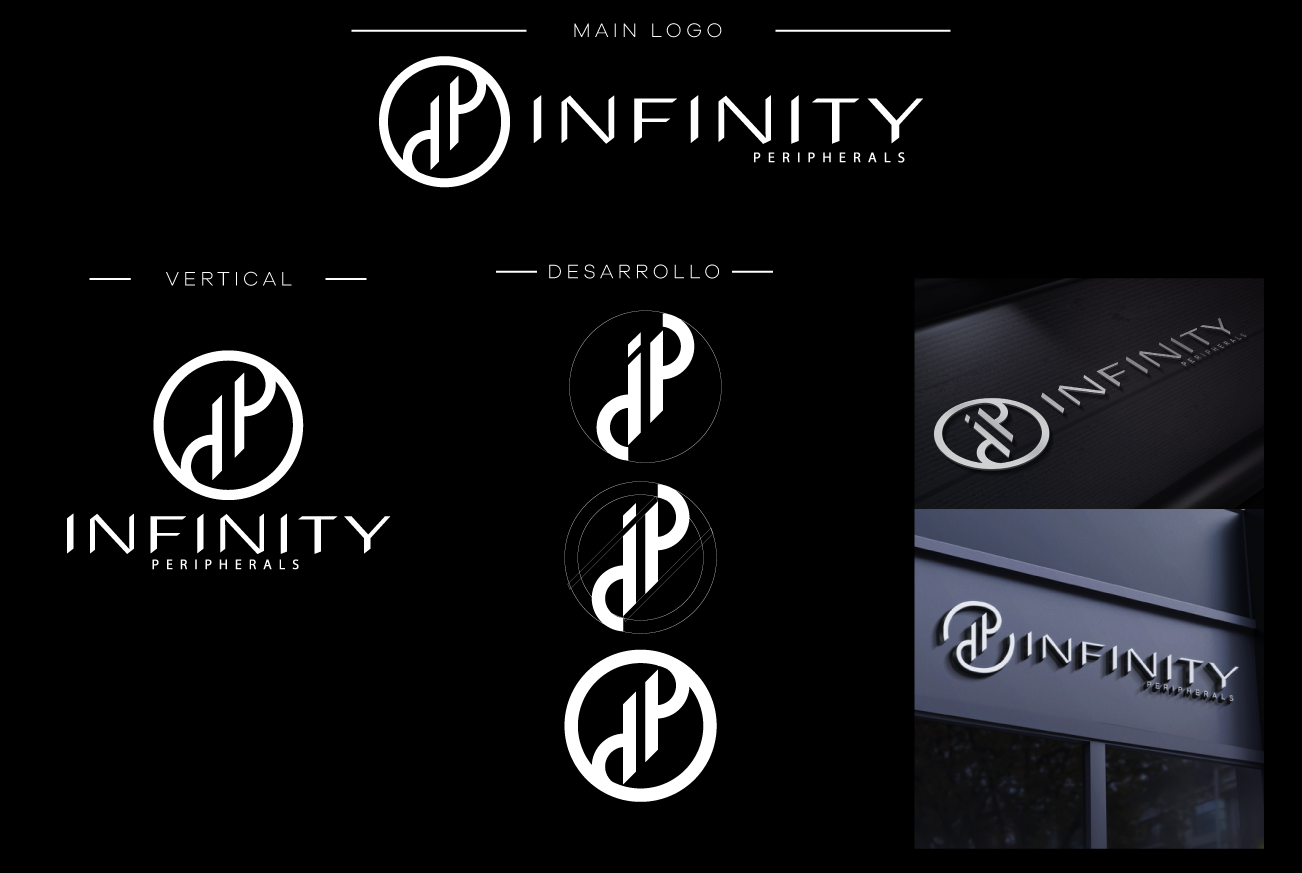 MAIN LOGO
INFINITY
PERIPHERALS
VERTICAL
INFINITY
PERIPHERALS
DESARROLLO
INFINITY
PERIPHERALS
INFINITY
PERIPHERALS